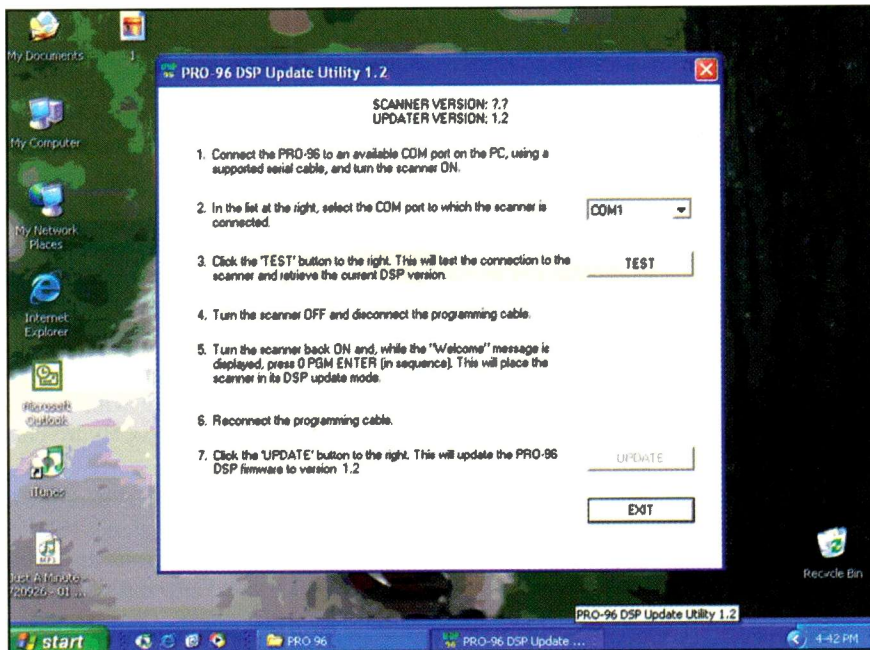 My Documents
1
My Computer
My Network
Places
Internet
Explorer
Microsoft
Outlook
iTunes
Just A Minute -
720926 - 01 ...
PRO-96 DSP Update Utility 1.2
SCANNER VERSION: ?.?
UPDATER VERSION: 1.2
1. Connect the PRO-96 to an available COM port on the PC, using a
supported serial cable, and turn the scanner ON.
2. In the list at the right, select the COM port to which the scanner is
connected.
COM1
3. Click the 'TEST' button to the right. This will test the connection to the
scanner and retrieve the current DSP version.
TEST
4. Turn the scanner OFF and disconnect the programming cable.
5. Turn the scanner back ON and, while the "Welcome" message is
displayed, press 0 PGM ENTER (in sequence). This will place the
scanner in its DSP update mode.
6. Reconnect the programming cable.
7. Click the 'UPDATE' button to the right. This will update the PRO-96
DSP firmware to version 1.2
UPDATE
EXIT
Recycle Bin
PRO-96 DSP Update Utility 1.2
start
PRO 96
PRO-96 DSP Update ...
4:42 PM